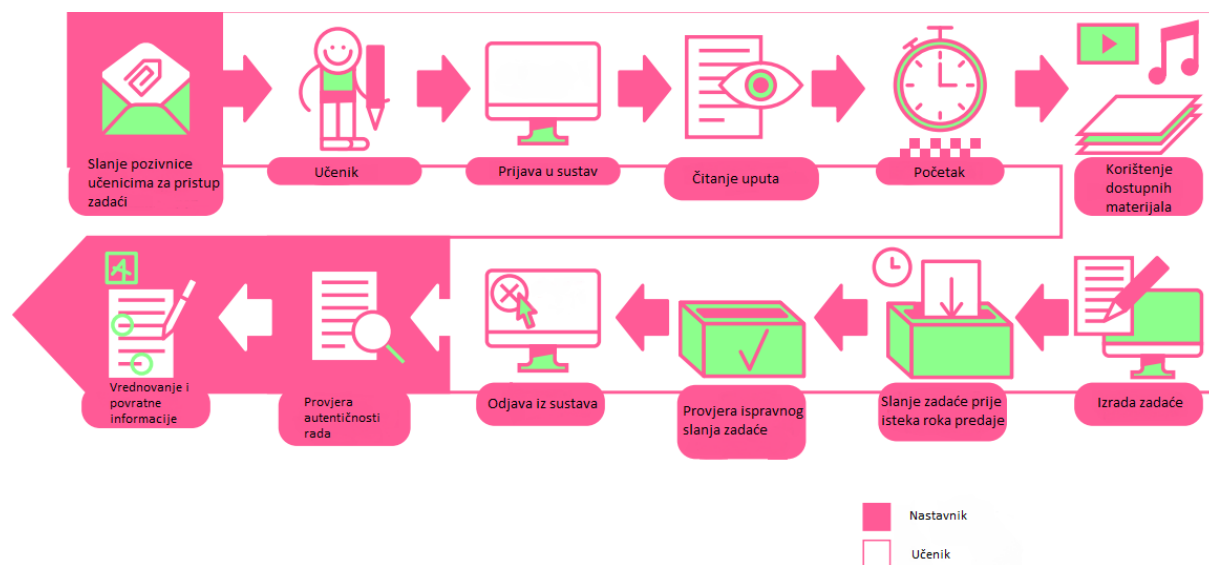 Slanje pozivnice
učenicima za pristup
zadaći
Učenik
Prijava u sustav
Čitanje uputa
Početak
Korištenje
dostupnih
materijala
Izrada zadaće
Slanje zadaće prije
isteka roka predaje
Provjera ispravnog
slanja zadaće
Odjava iz sustava
Provjera
autentičnosti
rada
Vrednovanje i
povratne
informacije
A
Nastavnik
Učenik